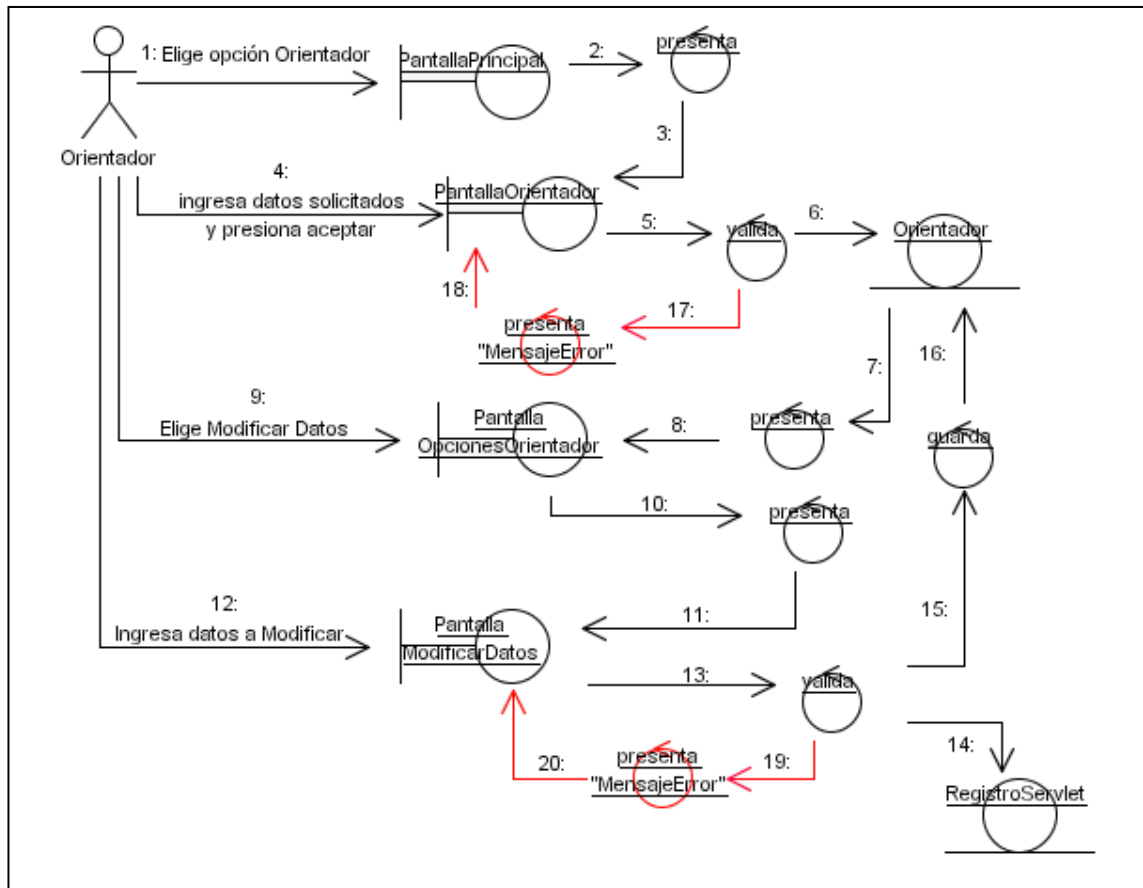 1: Elige opción Orientador
PantallaPrincipal
2:
presenta
Orientador
3:
4:
ingresa datos solicitados
y presiona aceptar
PantallaOrientador
5:
valida
6:
Orientador
18:
presenta
"MensajeError"
17:
7:
16:
9:
Elige Modificar Datos
Pantalla
OpcionesOrientador
8:
presenta
guarda
10:
presenta
12:
Ingresa datos a Modificar
Pantalla
ModificarDatos
11:
15:
13:
valida
20:
presenta
"MensajeError"
19:
14:
RegistroServlet